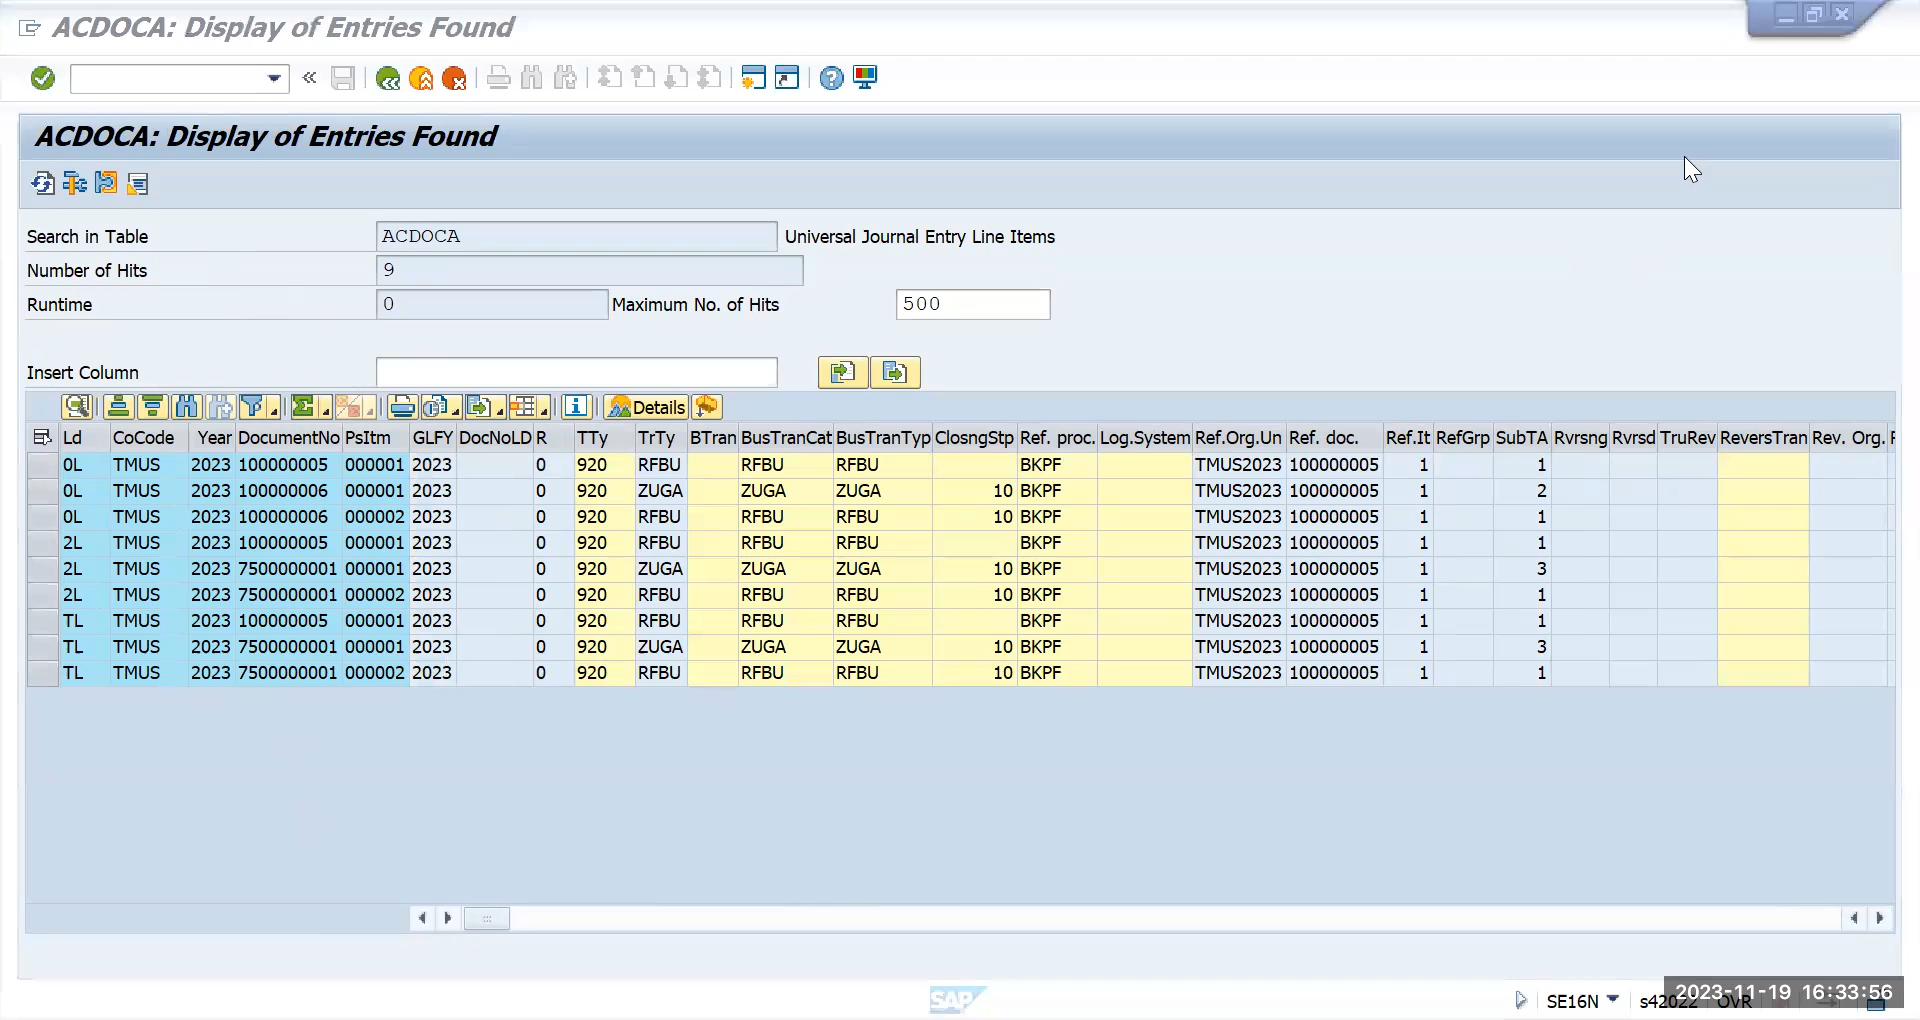 ACDOCA: Display of Entries Found
ACDOCA: Display of Entries Found
Search in Table ACDOCA Universal Journal Entry Line Items
Number of Hits 9
Runtime 0 Maximum No. of Hits 500
Insert Column
Details
Ld CoCode Year DocumentNo PsItm GLFY DocNoLD R TTy TrTy BTran BusTranCat BusTranTyp ClosngStp Ref. proc. Log.System Ref.Org.Un Ref. doc. Ref.It RefGrp SubTA Rvrsng Rvrsd TruRev ReversTran Rev. Org.
0L TMUS 2023 100000005 000001 2023 0 920 RFBU RFBU RFBU BKPF TMUS2023 100000005 1 1
0L TMUS 2023 100000006 000001 2023 0 920 ZUGA ZUGA ZUGA 10 BKPF TMUS2023 100000005 1 2
0L TMUS 2023 100000006 000002 2023 0 920 RFBU RFBU RFBU 10 BKPF TMUS2023 100000005 1 1
2L TMUS 2023 100000005 000001 2023 0 920 RFBU RFBU RFBU BKPF TMUS2023 100000005 1 1
2L TMUS 2023 7500000001 000001 2023 0 920 ZUGA ZUGA ZUGA 10 BKPF TMUS2023 100000005 1 3
2L TMUS 2023 7500000001 000002 2023 0 920 RFBU RFBU RFBU 10 BKPF TMUS2023 100000005 1 1
TL TMUS 2023 100000005 000001 2023 0 920 RFBU RFBU RFBU BKPF TMUS2023 100000005 1 1
TL TMUS 2023 7500000001 000001 2023 0 920 ZUGA ZUGA ZUGA 10 BKPF TMUS2023 100000005 1 3
TL TMUS 2023 7500000001 000002 2023 0 920 RFBU RFBU RFBU 10 BKPF TMUS2023 100000005 1 1
SAP
SE16N s42022 OVR
2023-11-19 16:33:56